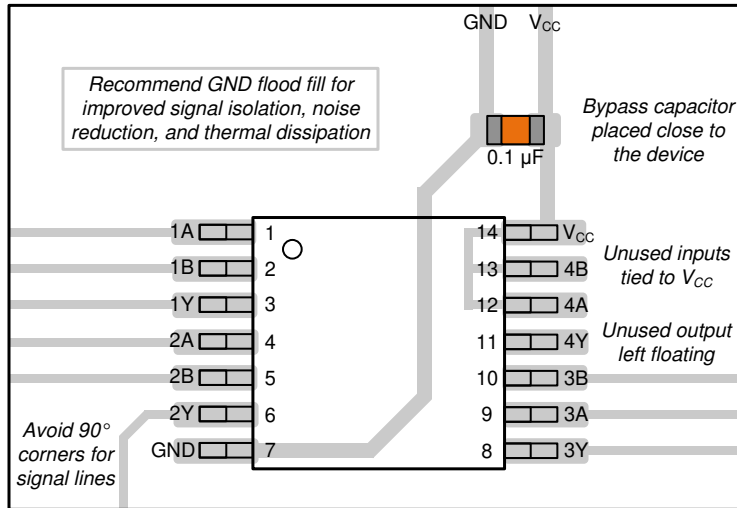 GND V_CC
Recommend GND flood fill for
improved signal isolation, noise
reduction, and thermal dissipation
0.1 µF
Bypass capacitor
placed close to
the device
1A 1 14 V_CC
1B 2 13 4B
1Y 3 12 4A
2A 4 11 4Y
2B 5 10 3B
2Y 6 9 3A
GND 7 8 3Y
Unused inputs
tied to V_CC
Unused output
left floating
Avoid 90°
corners for
signal lines